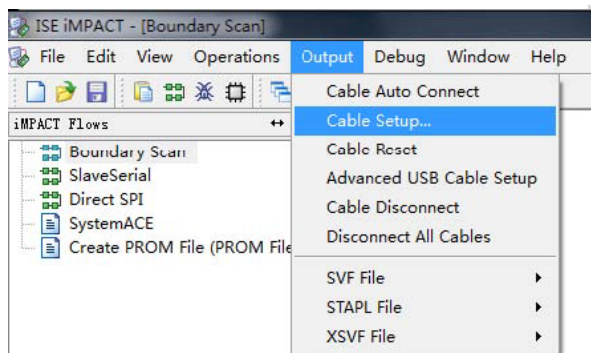 ISE iMPACT - [Boundary Scan]
File Edit View Operations Output Debug Window Help
iMPACT Flows
Boundary Scan
SlaveSerial
Direct SPI
SystemACE
Create PROM File (PROM File
Cable Auto Connect
Cable Setup...
Cable Reset
Advanced USB Cable Setup
Cable Disconnect
Disconnect All Cables
SVF File
STAPL File
XSVF File